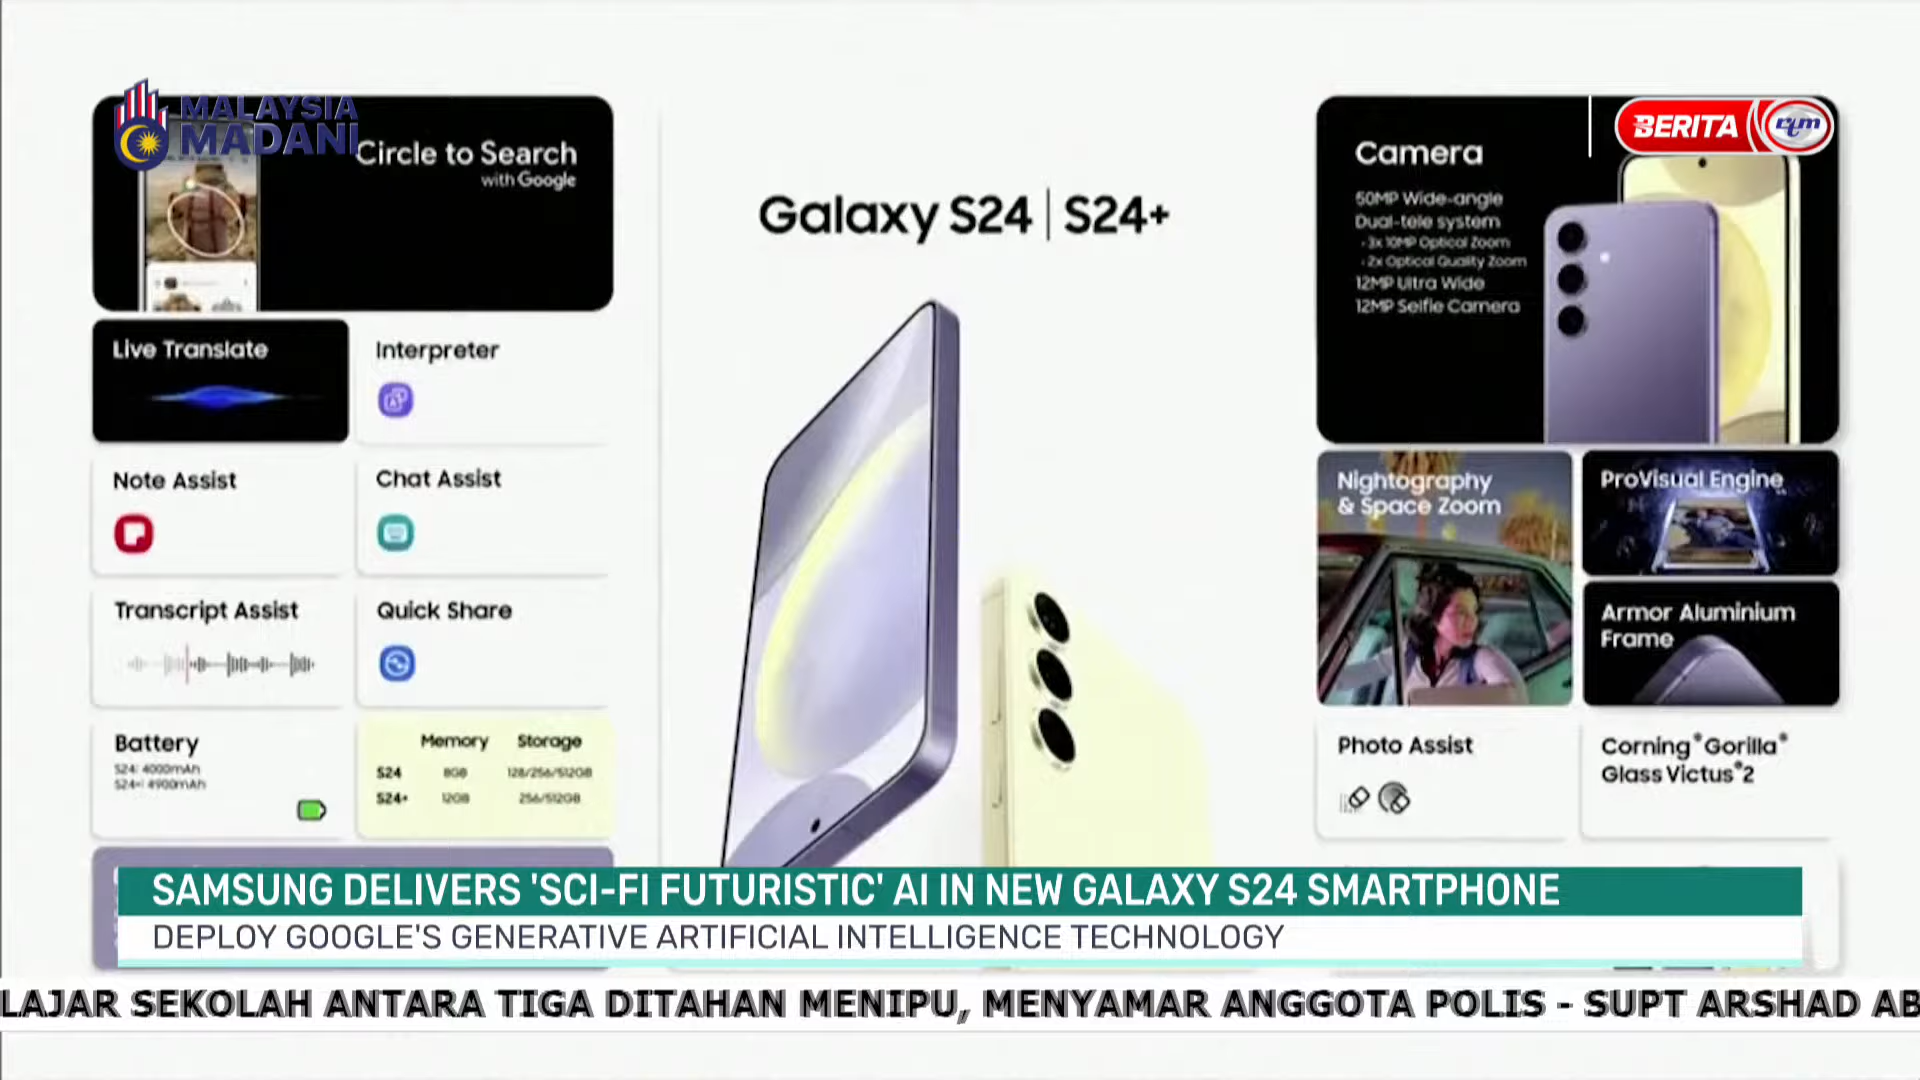 MALAYSIA
MADANI
Circle to Search
with Google
Live Translate
Interpreter
Note Assist
Chat Assist
Transcript Assist
Quick Share
Battery
S24: 4000mAh
S24+: 4900mAh
Memory Storage
S24 8GB 128/256/512GB
S24+ 12GB 256/512GB
Galaxy S24 | S24+
BERITA rtm
Camera
50MP Wide-angle
Dual-tele system
• 3x 10MP Optical Zoom
• 2x Optical Quality Zoom
12MP Ultra Wide
12MP Selfie Camera
Nightography
& Space Zoom
ProVisual Engine
Armor Aluminium
Frame
Photo Assist
Corning® Gorilla®
Glass Victus® 2
SAMSUNG DELIVERS 'SCI-FI FUTURISTIC' AI IN NEW GALAXY S24 SMARTPHONE
DEPLOY GOOGLE'S GENERATIVE ARTIFICIAL INTELLIGENCE TECHNOLOGY
LAJAR SEKOLAH ANTARA TIGA DITAHAN MENIPU, MENYAMAR ANGGOTA POLIS - SUPT ARSHAD AB